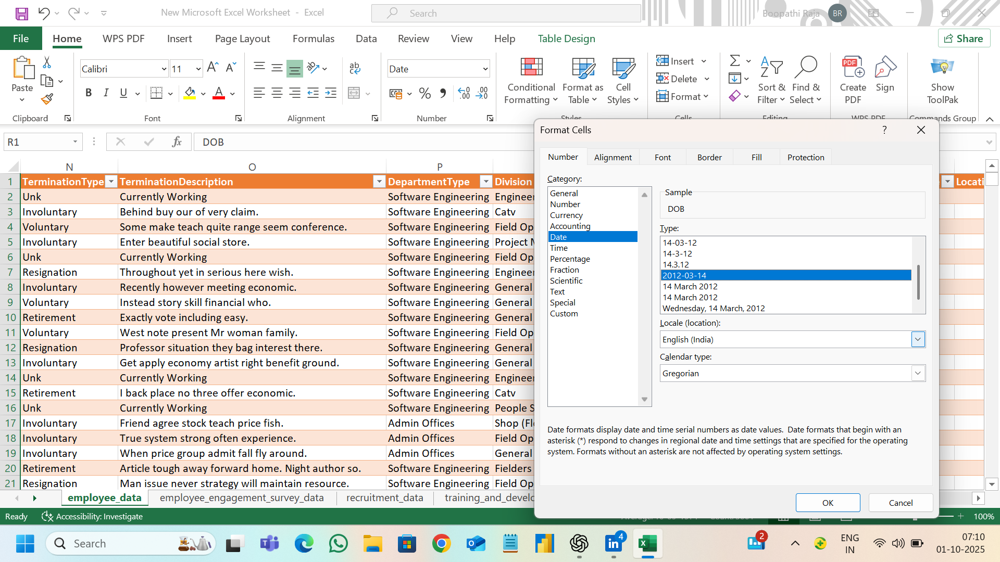 New Microsoft Excel Worksheet - Excel
Search
Boopathi Raja BR
File Home WPS PDF Insert Page Layout Formulas Data Review View Help Table Design Share
Paste
Calibri 11
B I U
ab
Date
%
Conditional Formatting
Format as Table
Cell Styles
Insert
Delete
Format
Sort & Filter
Find & Select
Create PDF
Sign
Show ToolPak
Clipboard Font Alignment Number Styles Cells Editing WPS PDF Commands Group
R1 fx DOB
N O P
1 TerminationType TerminationDescription DepartmentType Division Locati
2 Unk Currently Working Software Engineering Engineer
3 Involuntary Behind buy our of very claim. Software Engineering Catv
4 Voluntary Some make teach quite range seem conference. Software Engineering Field Op
5 Involuntary Enter beautiful social store. Software Engineering Project M
6 Unk Currently Working Software Engineering Field Op
7 Resignation Throughout yet in serious here wish. Software Engineering Engineer
8 Involuntary Recently however meeting economic. Software Engineering General
9 Voluntary Instead story skill financial who. Software Engineering General
10 Retirement Exactly vote including easy. Software Engineering General
11 Voluntary West note present Mr woman family. Software Engineering Field Op
12 Resignation Professor situation they bag interest there. Software Engineering General
13 Involuntary Get apply economy artist right benefit ground. Software Engineering General
14 Unk Currently Working Software Engineering Engineer
15 Retirement I back place no three offer economic. Software Engineering Catv
16 Unk Currently Working Software Engineering People S
17 Involuntary Friend agree stock teach price fish. Admin Offices Shop (Fl
18 Involuntary True system strong often experience. Admin Offices Field Op
19 Involuntary When price group admit fall fly around. Admin Offices General
20 Retirement Article tough away forward home. Night author so. Software Engineering Fielders
21 Resignation Man issue never strategy will maintain resource. Software Engineering Field Op
Format Cells ?
Number Alignment Font Border Fill Protection
Category:
General
Number
Currency
Accounting
Date
Time
Percentage
Fraction
Scientific
Text
Special
Custom
Sample
DOB
Type:
14-03-12
14-3-12
14.3.12
2012-03-14
14 March 2012
14 March 2012
Wednesday, 14 March, 2012
Locale (location):
English (India)
Calendar type:
Gregorian
Date formats display date and time serial numbers as date values. Date formats that begin with an
asterisk (*) respond to changes in regional date and time settings that are specified for the operating
system. Formats without an asterisk are not affected by operating system settings.
OK Cancel
employee_data employee_engagement_survey_data recruitment_data training_and_develo
Ready Accessibility: Investigate 100%
Search
4
2
ENG
IN
07:10
01-10-2025